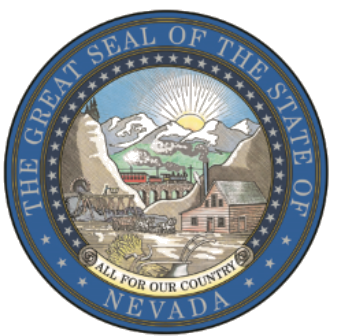 THE GREAT SEAL OF THE STATE OF
NEVADA
ALL FOR OUR COUNTRY